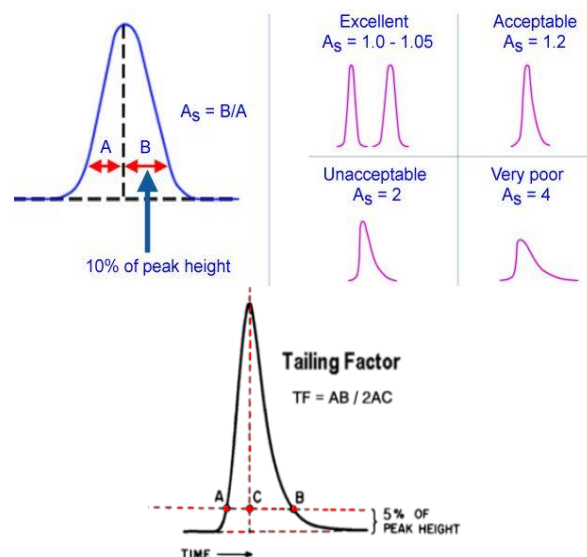 Excellent
As = 1.0 - 1.05
Acceptable
As = 1.2
As = B/A
A
B
Unacceptable
As = 2
Very poor
As = 4
10% of peak height
Tailing Factor
TF = AB / 2AC
A
C
B
5% OF
PEAK HEIGHT
TIME